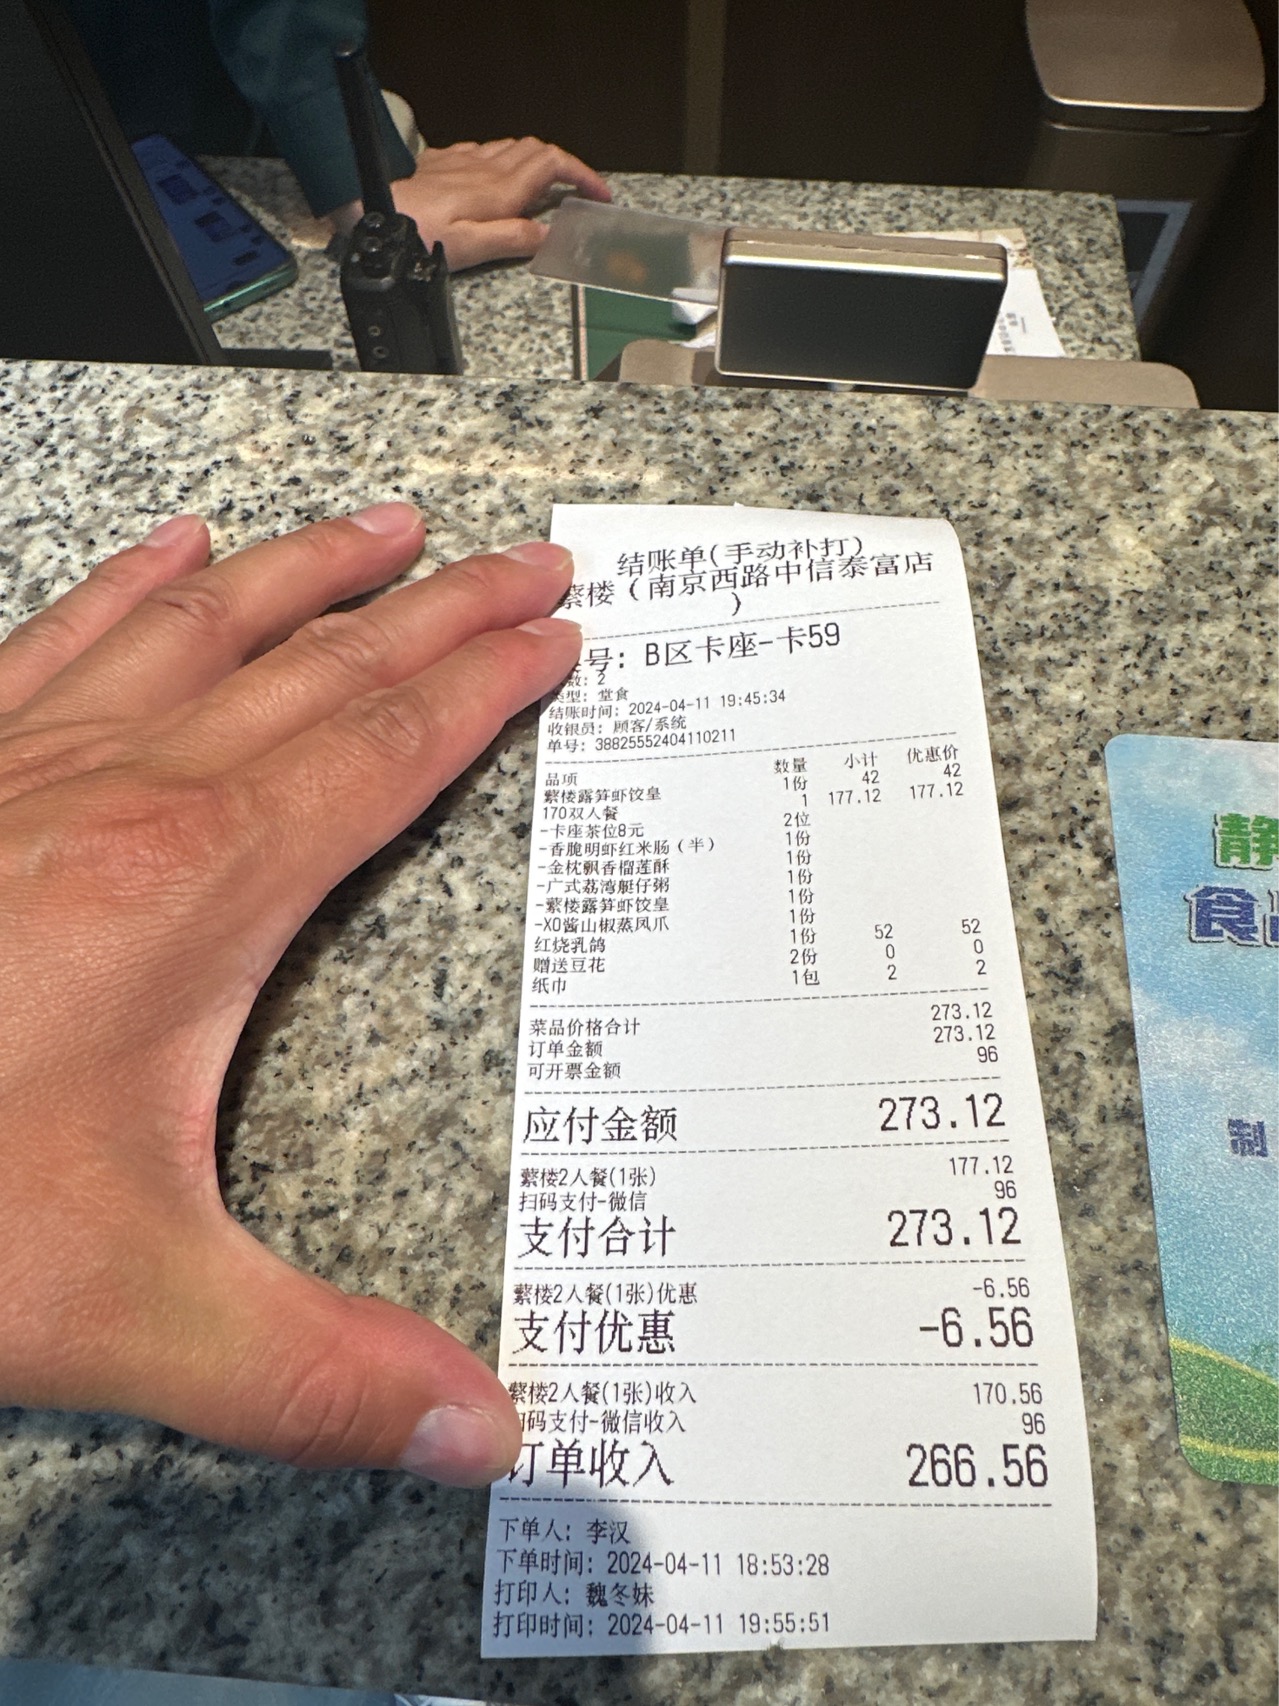 结账单(手动补打)
蘩楼（南京西路中信泰富店
）
号: B区卡座-卡59
数: 2
类型: 堂食
结账时间: 2024-04-11 19:45:34
收银员: 顾客/系统
单号: 38825552404110211
品项 数量 小计 优惠价
蘩楼露笋虾饺皇 1份 42 42
170双人餐 1 177.12 177.12
-卡座茶位8元 2位
-香脆明虾红米肠（半） 1份
-金枕飘香榴莲酥 1份
-广式荔湾艇仔粥 1份
-蘩楼露笋虾饺皇 1份
-XO酱山椒蒸凤爪 1份
红烧乳鸽 1份 52 52
赠送豆花 2份 0 0
纸巾 1包 2 2
菜品价格合计 273.12
订单金额 273.12
可开票金额 96
应付金额 273.12
蘩楼2人餐(1张) 177.12
扫码支付-微信 96
支付合计 273.12
蘩楼2人餐(1张)优惠 -6.56
支付优惠 -6.56
蘩楼2人餐(1张)收入 170.56
扫码支付-微信收入 96
订单收入 266.56
下单人: 李汉
下单时间: 2024-04-11 18:53:28
打印人: 魏冬妹
打印时间: 2024-04-11 19:55:51
静
食品
制